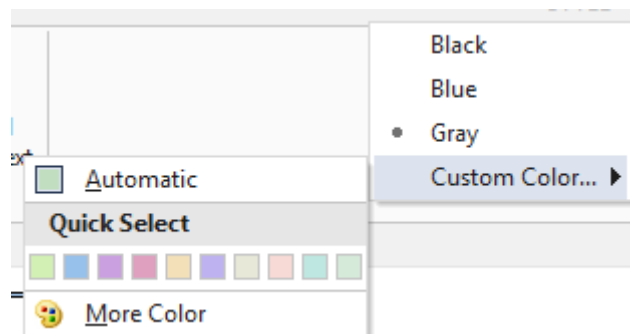 Black
Blue
Gray
Custom Color...
Automatic
Quick Select
More Color